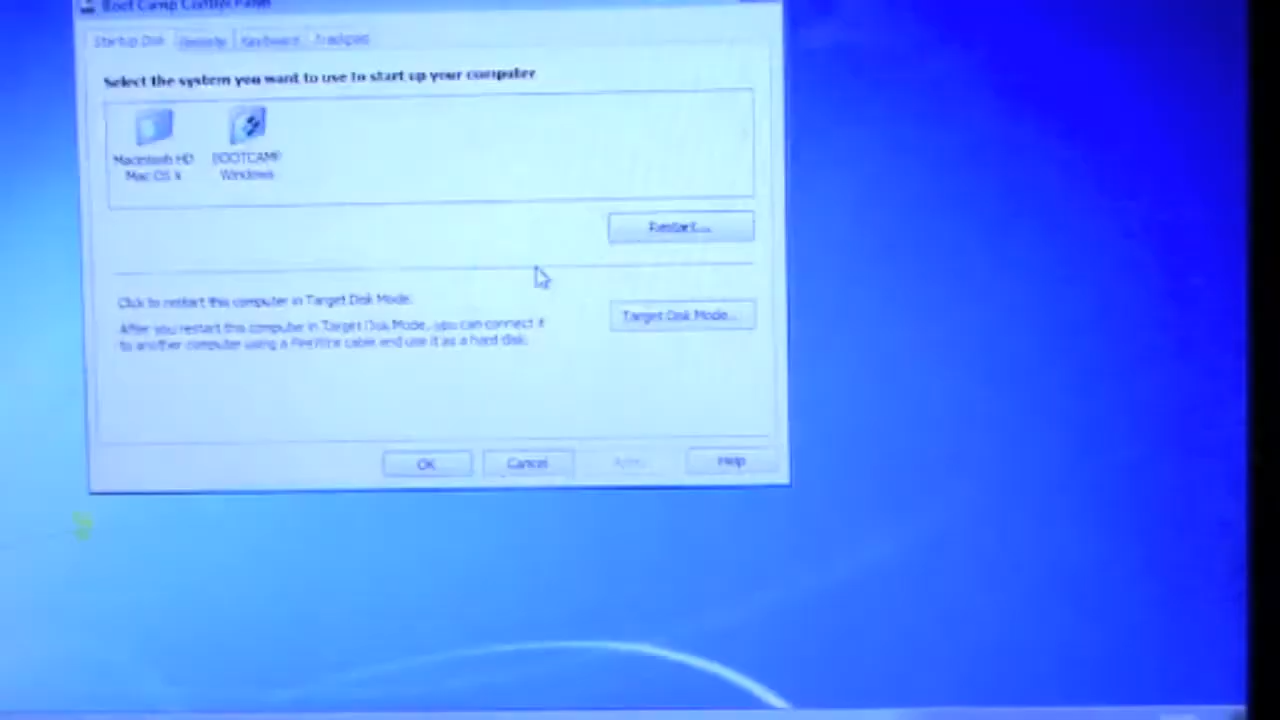 Boot Camp Control Panel
Startup Disk Remote Keyboard Trackpad
Select the system you want to use to start up your computer
Macintosh HD
Mac OS X
BOOTCAMP
Windows
Restart...
Click to restart this computer in Target Disk Mode.
After you restart this computer in Target Disk Mode, you can connect it
to another computer using a FireWire cable and use it as a hard disk.
Target Disk Mode...
OK Cancel Apply Help